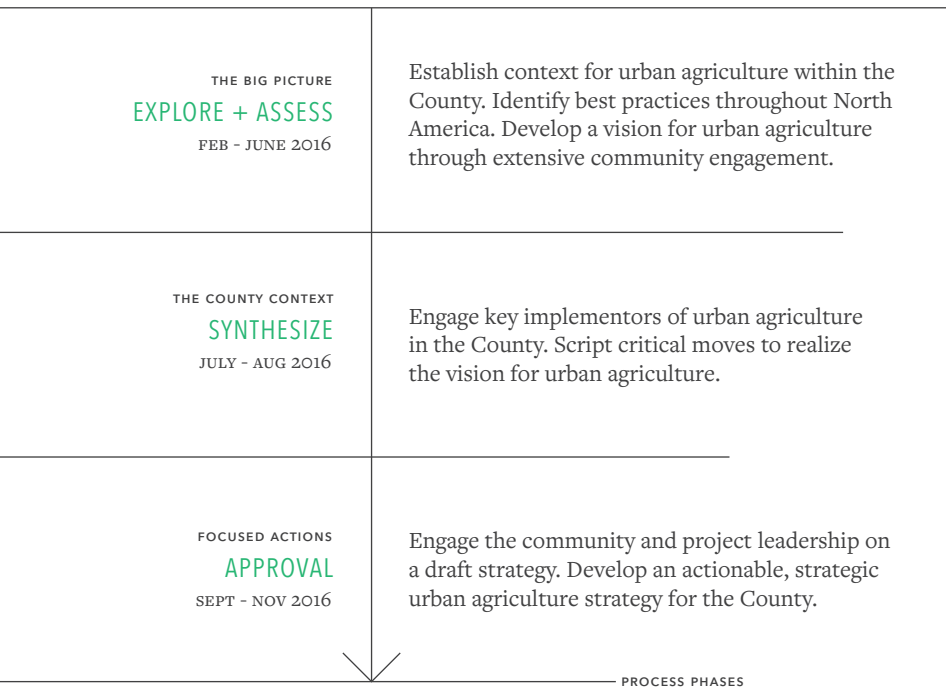 THE BIG PICTURE
EXPLORE + ASSESS
FEB - JUNE 2016
Establish context for urban agriculture within the
County. Identify best practices throughout North
America. Develop a vision for urban agriculture
through extensive community engagement.
THE COUNTY CONTEXT
SYNTHESIZE
JULY - AUG 2016
Engage key implementors of urban agriculture
in the County. Script critical moves to realize
the vision for urban agriculture.
FOCUSED ACTIONS
APPROVAL
SEPT - NOV 2016
Engage the community and project leadership on
a draft strategy. Develop an actionable, strategic
urban agriculture strategy for the County.
PROCESS PHASES